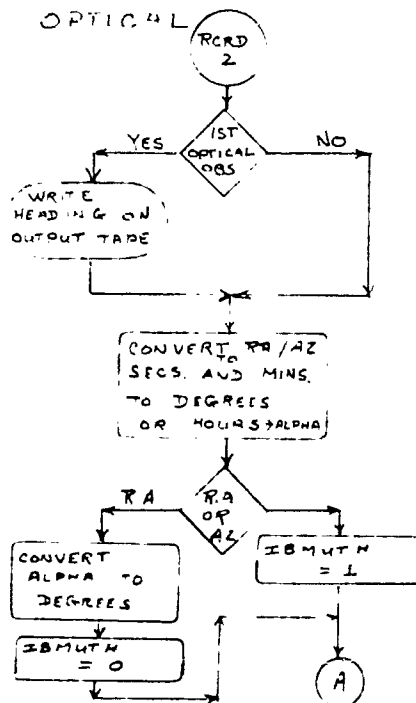 OPTICAL
RCRD
2
1ST
OPTICAL
OBS
YES
NO
WRITE
HEADING ON
OUTPUT TAPE
CONVERT RA/AZ
TO
SECS. AND MINS.
TO DEGREES
OR HOURS→ALPHA
RA
RA
OR
AZ
CONVERT
ALPHA TO
DEGREES
IBMUTH
= 1
IBMUTH
= 0
A